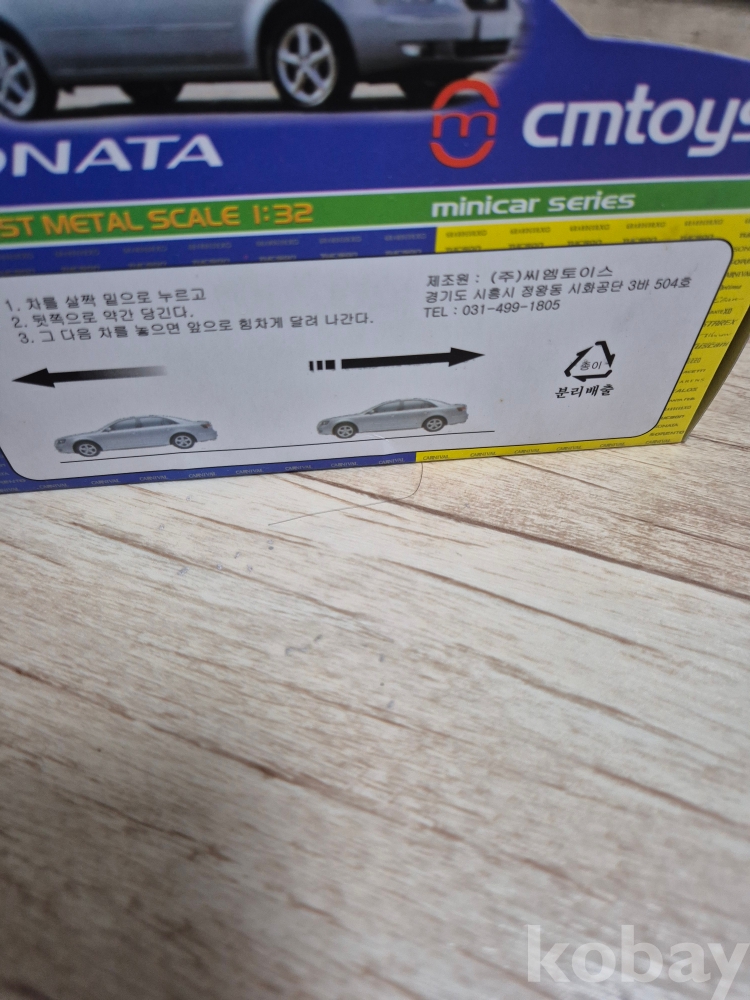 cmtoys
ONATA
ST METAL SCALE 1:32
minicar series
1. 차를 살짝 밑으로 누르고
2. 뒷쪽으로 약간 당긴다.
3. 그 다음 차를 놓으면 앞으로 힘차게 달려 나간다.
제조원 : (주)씨엠토이스
경기도 시흥시 정왕동 시화공단 3바 504호
TEL : 031-499-1805
종이
분리배출
CARNIVAL CARNIVAL CARNIVAL CARNIVAL
kobay